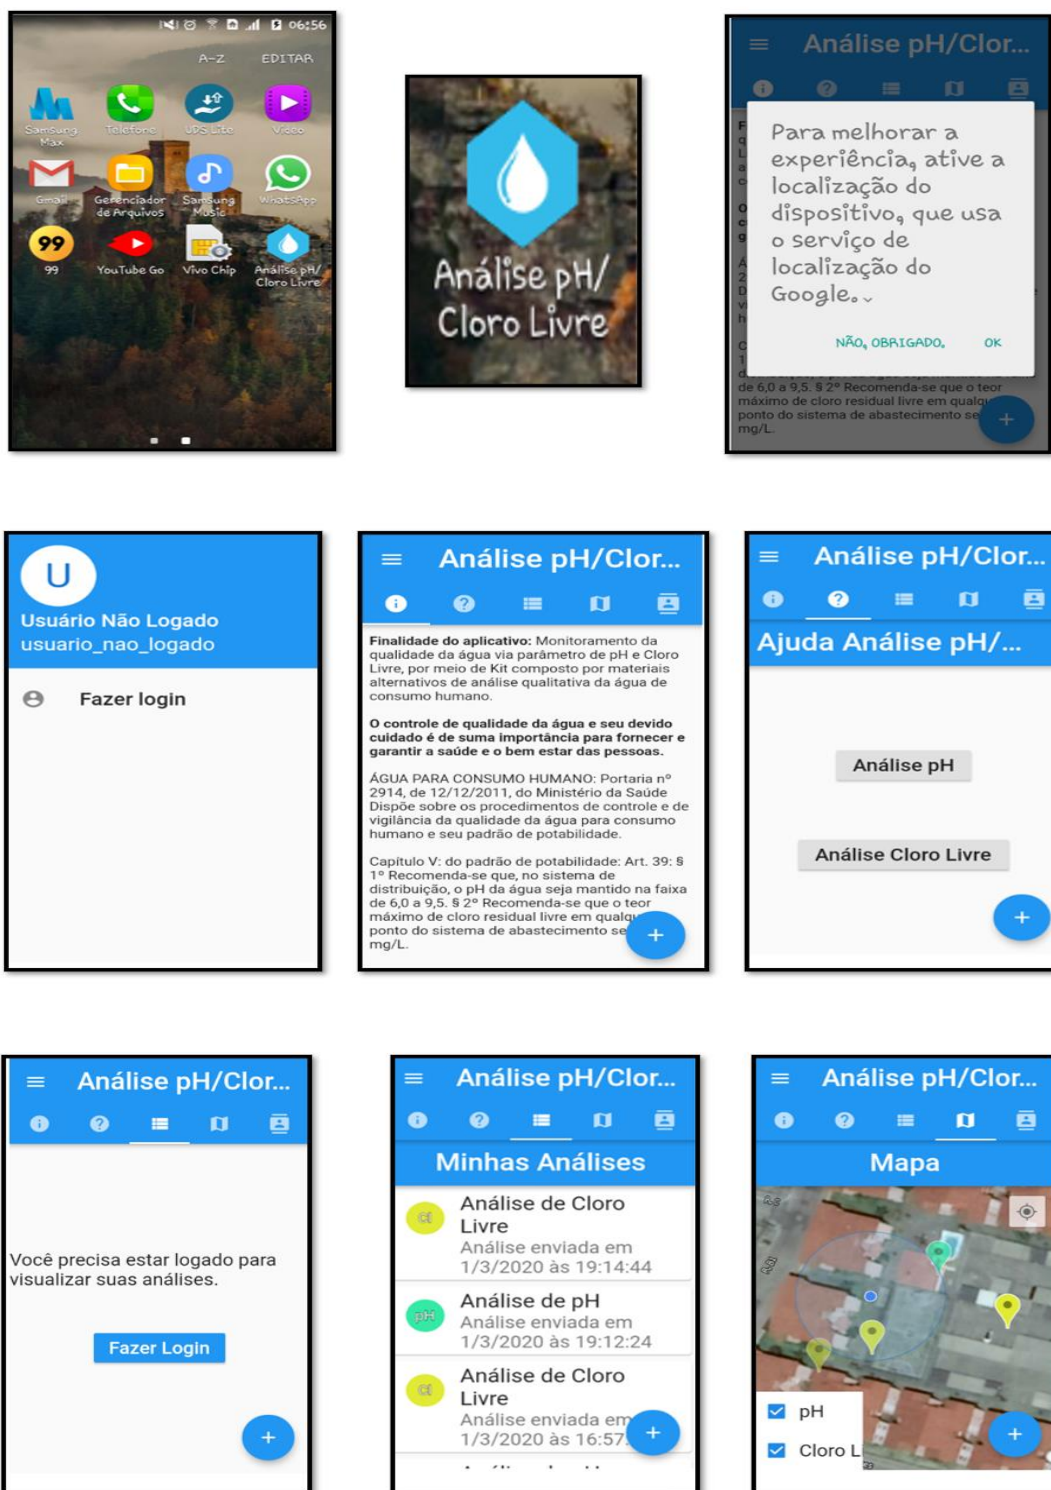 06:56
A-Z EDITAR
Samsung Max
Telefone
UDS Lite
Vídeo
Gmail
Gerenciador de Arquivos
Samsung Music
WhatsApp
99
99
YouTube Go
Vivo Chip
Análise pH/ Cloro Livre
Análise pH/
Cloro Livre
Análise pH/Clor...
Para melhorar a
experiência, ative a
localização do
dispositivo, que usa
o serviço de
localização do
Google.
NÃO, OBRIGADO. OK
de 6,0 a 9,5. § 2º Recomenda-se que o teor
máximo de cloro residual livre em qualqu
ponto do sistema de abastecimento se
mg/L.
+
U
Usuário Não Logado
usuario_nao_logado
Fazer login
Análise pH/Clor...
Finalidade do aplicativo: Monitoramento da
qualidade da água via parâmetro de pH e Cloro
Livre, por meio de Kit composto por materiais
alternativos de análise qualitativa da água de
consumo humano.
O controle de qualidade da água e seu devido
cuidado é de suma importância para fornecer e
garantir a saúde e o bem estar das pessoas.
ÁGUA PARA CONSUMO HUMANO: Portaria nº
2914, de 12/12/2011, do Ministério da Saúde
Dispõe sobre os procedimentos de controle e de
vigilância da qualidade da água para consumo
humano e seu padrão de potabilidade.
Capítulo V: do padrão de potabilidade: Art. 39: §
1º Recomenda-se que, no sistema de
distribuição, o pH da água seja mantido na faixa
de 6,0 a 9,5. § 2º Recomenda-se que o teor
máximo de cloro residual livre em qualqu
ponto do sistema de abastecimento se
mg/L.
+
Análise pH/Clor...
Ajuda Análise pH/...
Análise pH
Análise Cloro Livre
+
Análise pH/Clor...
Você precisa estar logado para
visualizar suas análises.
Fazer Login
+
Análise pH/Clor...
Minhas Análises
Cl
Análise de Cloro
Livre
Análise enviada em
1/3/2020 às 19:14:44
pH
Análise de pH
Análise enviada em
1/3/2020 às 19:12:24
Cl
Análise de Cloro
Livre
Análise enviada em
1/3/2020 às 16:57:
+
Análise pH/Clor...
Mapa
pH
Cloro L
+